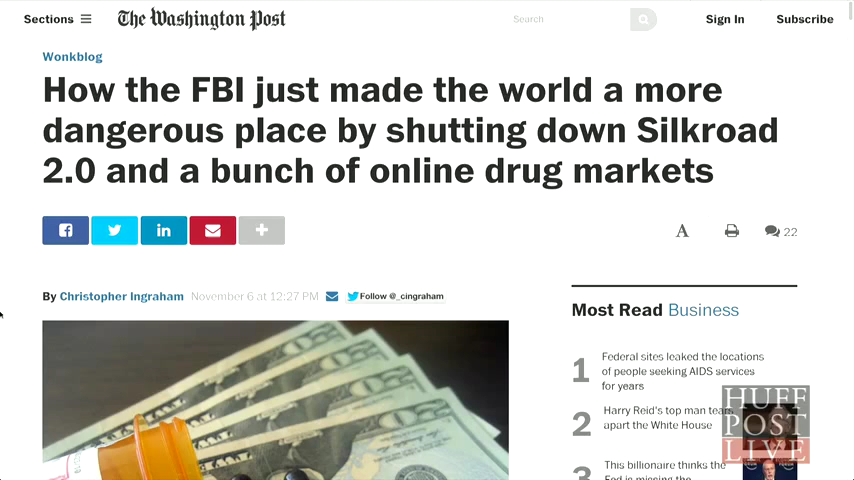 Sections
The Washington Post
Search
Sign In
Subscribe
Wonkblog
How the FBI just made the world a more
dangerous place by shutting down Silkroad
2.0 and a bunch of online drug markets
A
22
By Christopher Ingraham November 6 at 12:27 PM Follow @_cingraham
Most Read Business
1
Federal sites leaked the locations
of people seeking AIDS services
for years
2
Harry Reid's top man tears
apart the White House
3
This billionaire thinks the
Fed is missing the
HUFF
POST
LIVE